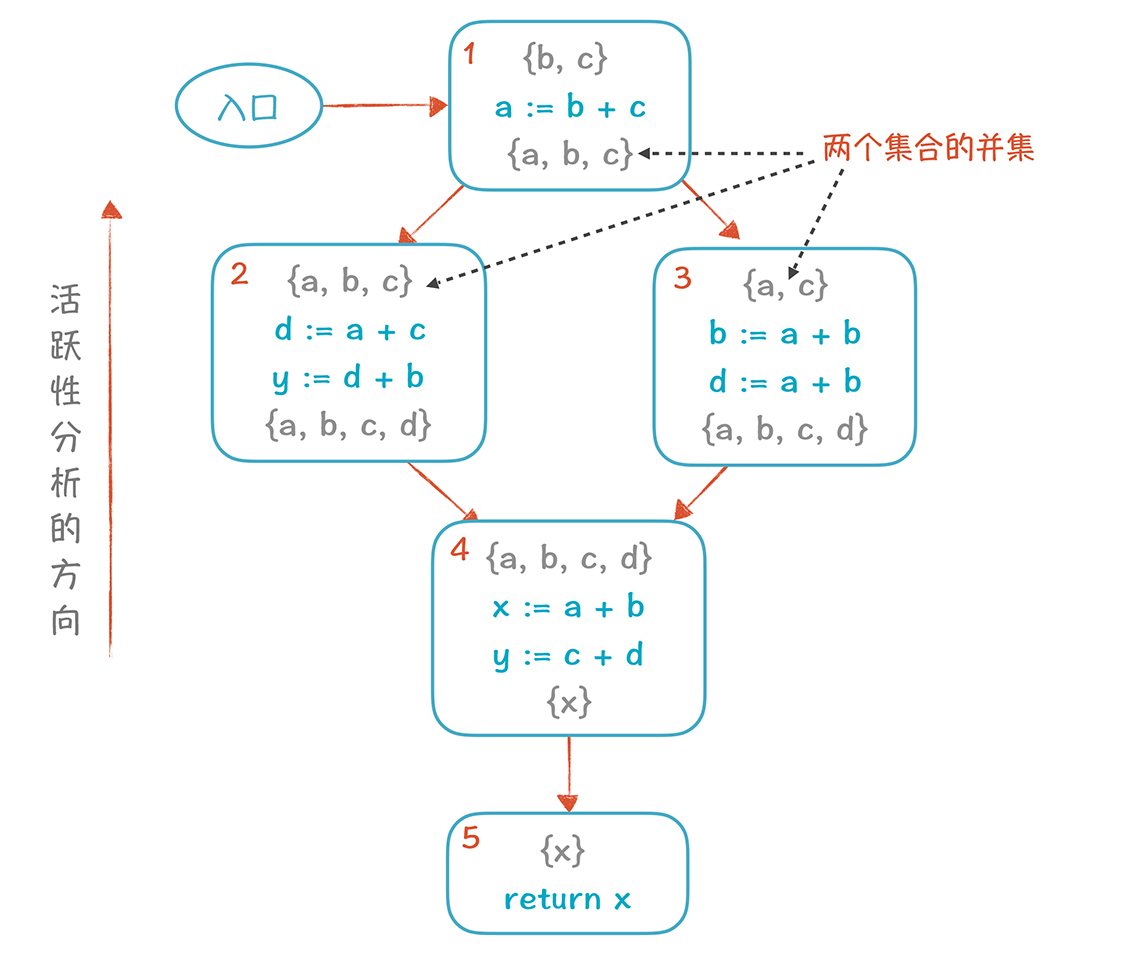 入口
1
{b, c}
a := b + c
{a, b, c}
两个集合的并集
活跃性分析的方向
2
{a, b, c}
d := a + c
y := d + b
{a, b, c, d}
3
{a, c}
b := a + b
d := a + b
{a, b, c, d}
4
{a, b, c, d}
x := a + b
y := c + d
{x}
5
{x}
return x